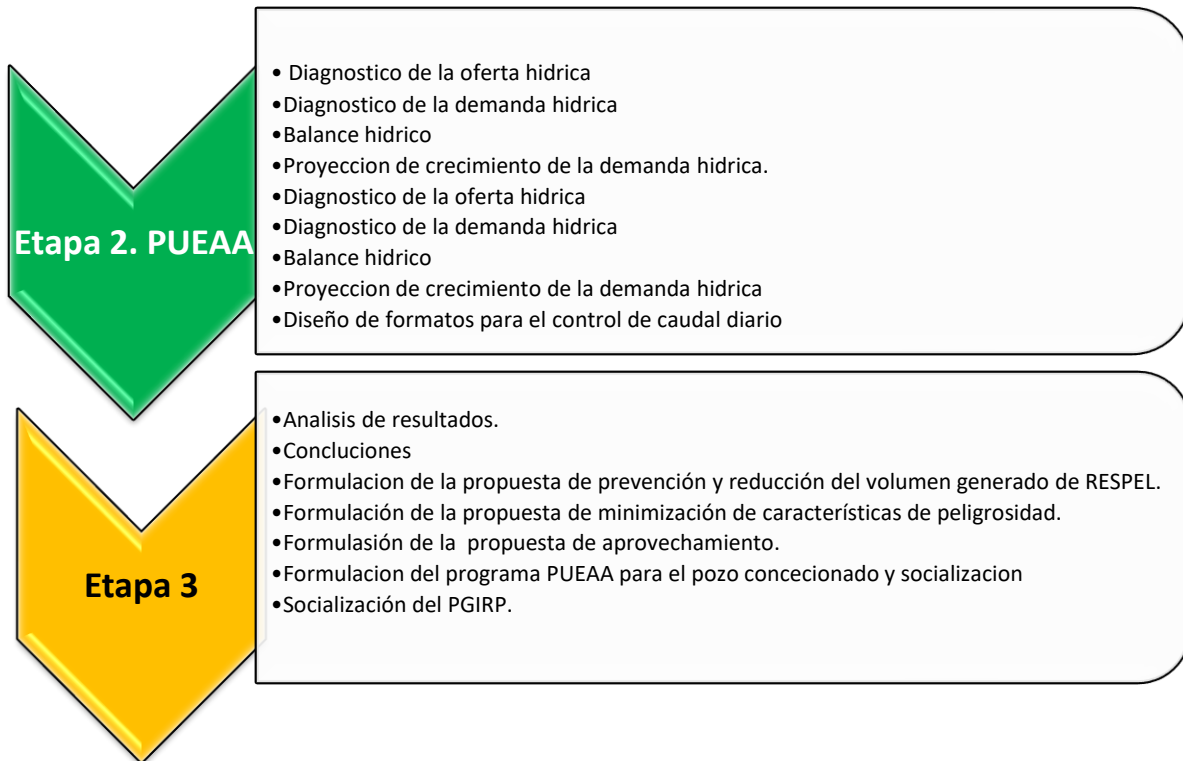 Etapa 2. PUEAA
• Diagnostico de la oferta hidrica
•Diagnostico de la demanda hidrica
•Balance hidrico
•Proyeccion de crecimiento de la demanda hidrica.
•Diagnostico de la oferta hidrica
•Diagnostico de la demanda hidrica
•Balance hidrico
•Proyeccion de crecimiento de la demanda hidrica
•Diseño de formatos para el control de caudal diario
Etapa 3
•Analisis de resultados.
•Concluciones
•Formulacion de la propuesta de prevención y reducción del volumen generado de RESPEL.
•Formulación de la propuesta de minimización de características de peligrosidad.
•Formulasión de la  propuesta de aprovechamiento.
•Formulacion del programa PUEAA para el pozo concecionado y socializacion
•Socialización del PGIRP.